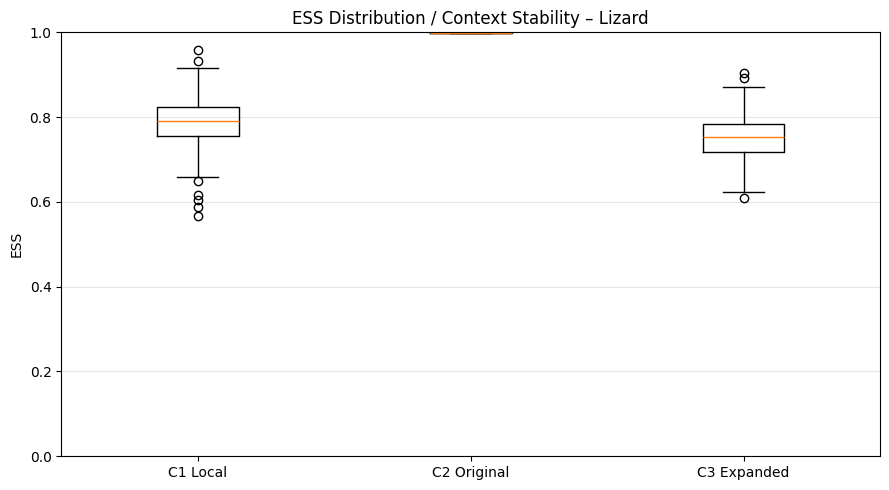 ESS Distribution / Context Stability – Lizard
1.0
0.8
0.6
0.4
0.2
0.0
ESS
C1 Local
C2 Original
C3 Expanded